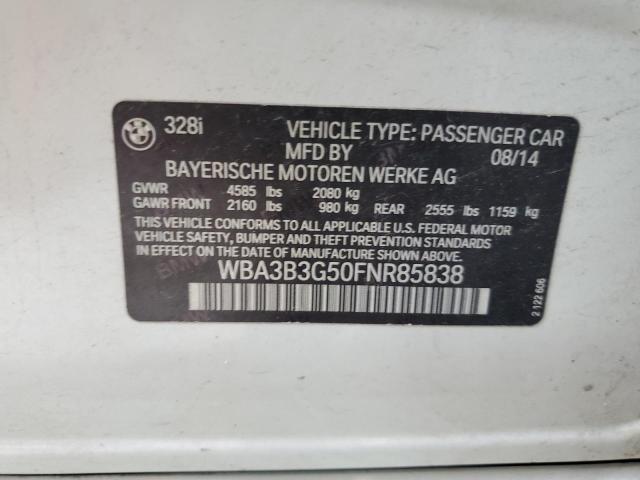 328i VEHICLE TYPE: PASSENGER CAR
MFD BY 08/14
BAYERISCHE MOTOREN WERKE AG
GVWR 4585 lbs 2080 kg
GAWR FRONT 2160 lbs 980 kg REAR 2555 lbs 1159 kg
THIS VEHICLE CONFORMS TO ALL APPLICABLE U.S. FEDERAL MOTOR
VEHICLE SAFETY, BUMPER AND THEFT PREVENTION STANDARDS
IN EFFECT ON THE DATE OF MANUFACTURE SHOWN ABOVE.
WBA3B3G50FNR85838
2 122 606